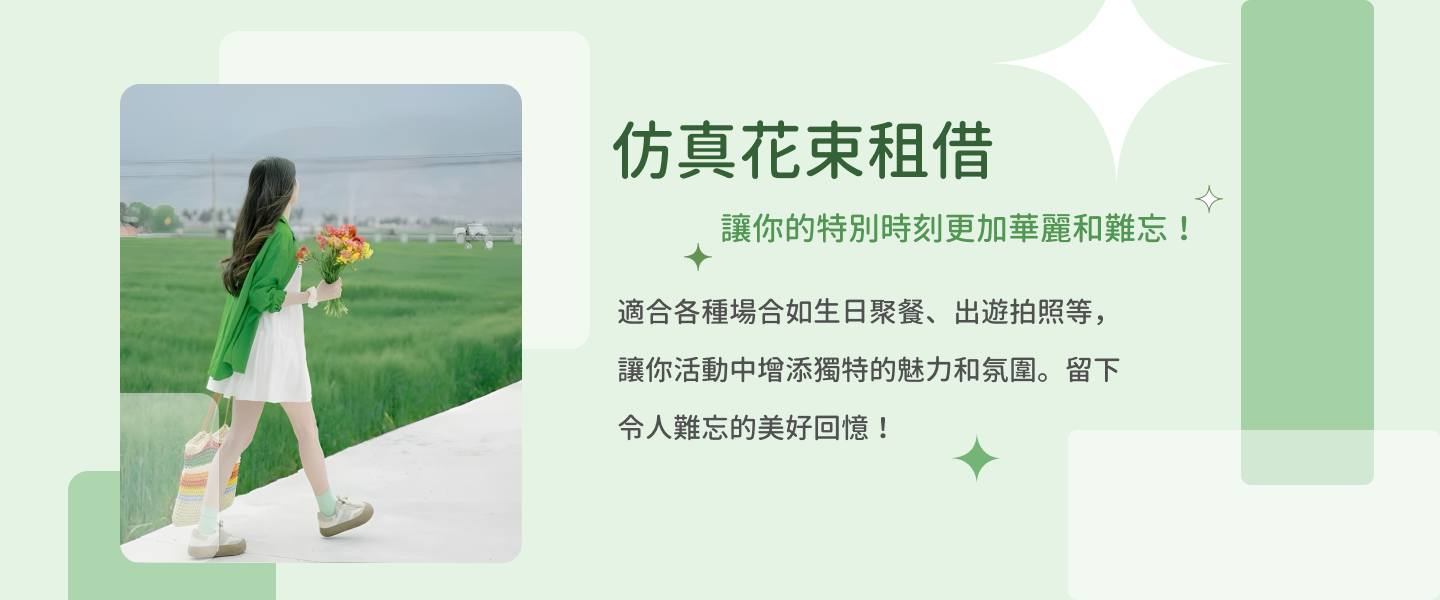 仿真花束租借
讓你的特別時刻更加華麗和難忘！
適合各種場合如生日聚餐、出遊拍照等，
讓你活動中增添獨特的魅力和氛圍。留下
令人難忘的美好回憶！